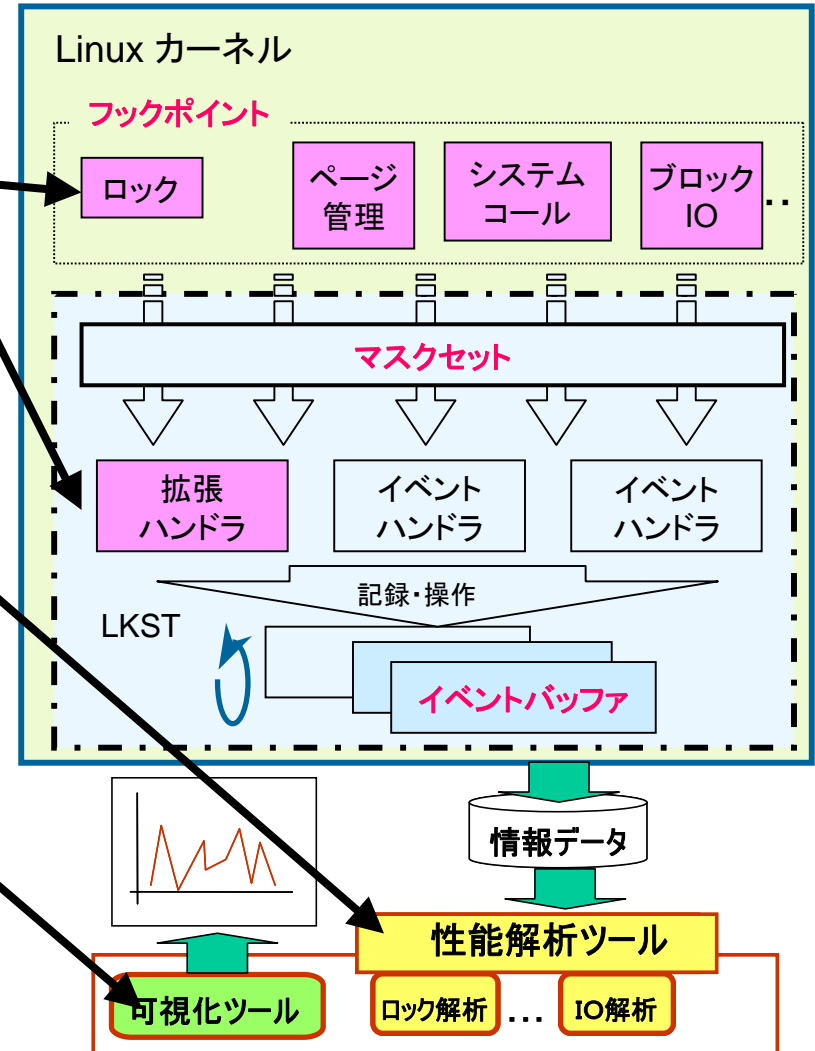 Linux カーネル
フックポイント
ロック
ページ
管理
システム
コール
ブロック
IO
..
マスクセット
拡張
ハンドラ
イベント
ハンドラ
イベント
ハンドラ
記録・操作
LKST
イベントバッファ
情報データ
性能解析ツール
可視化ツール
ロック解析
...
IO解析